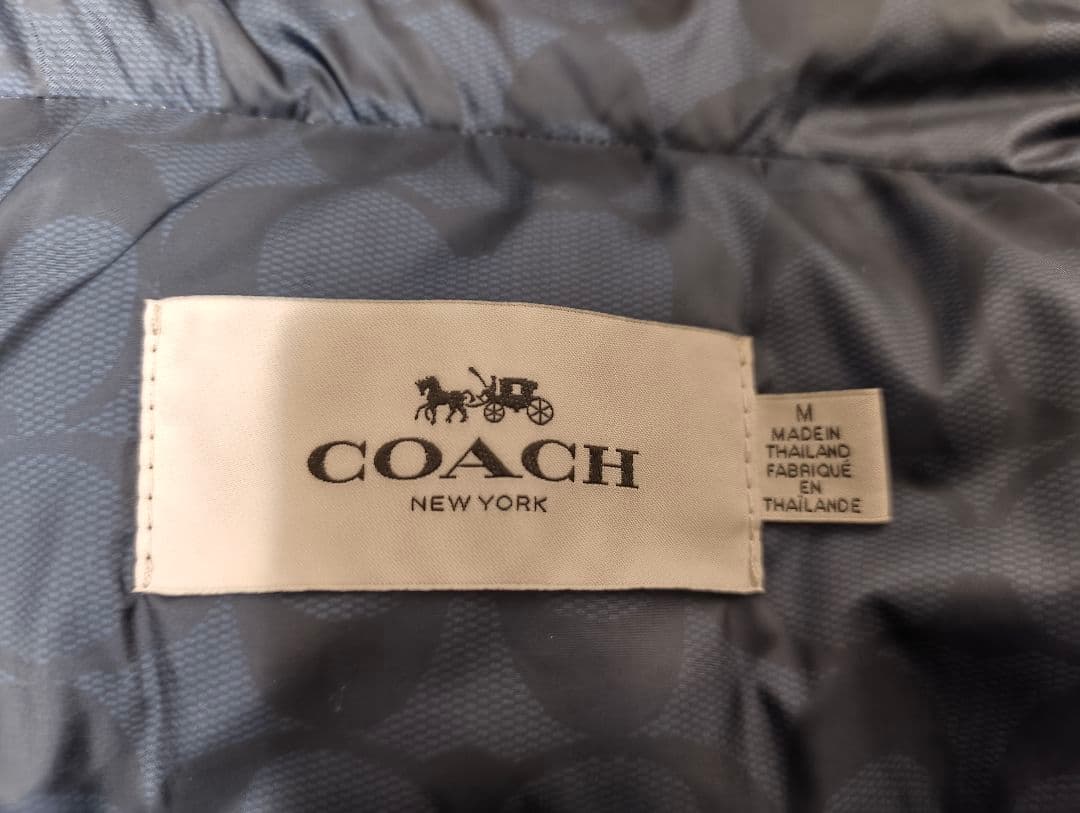 COACH
NEW YORK
M
MADE IN
THAILAND
FABRIQUÉ
EN
THAÏLANDE